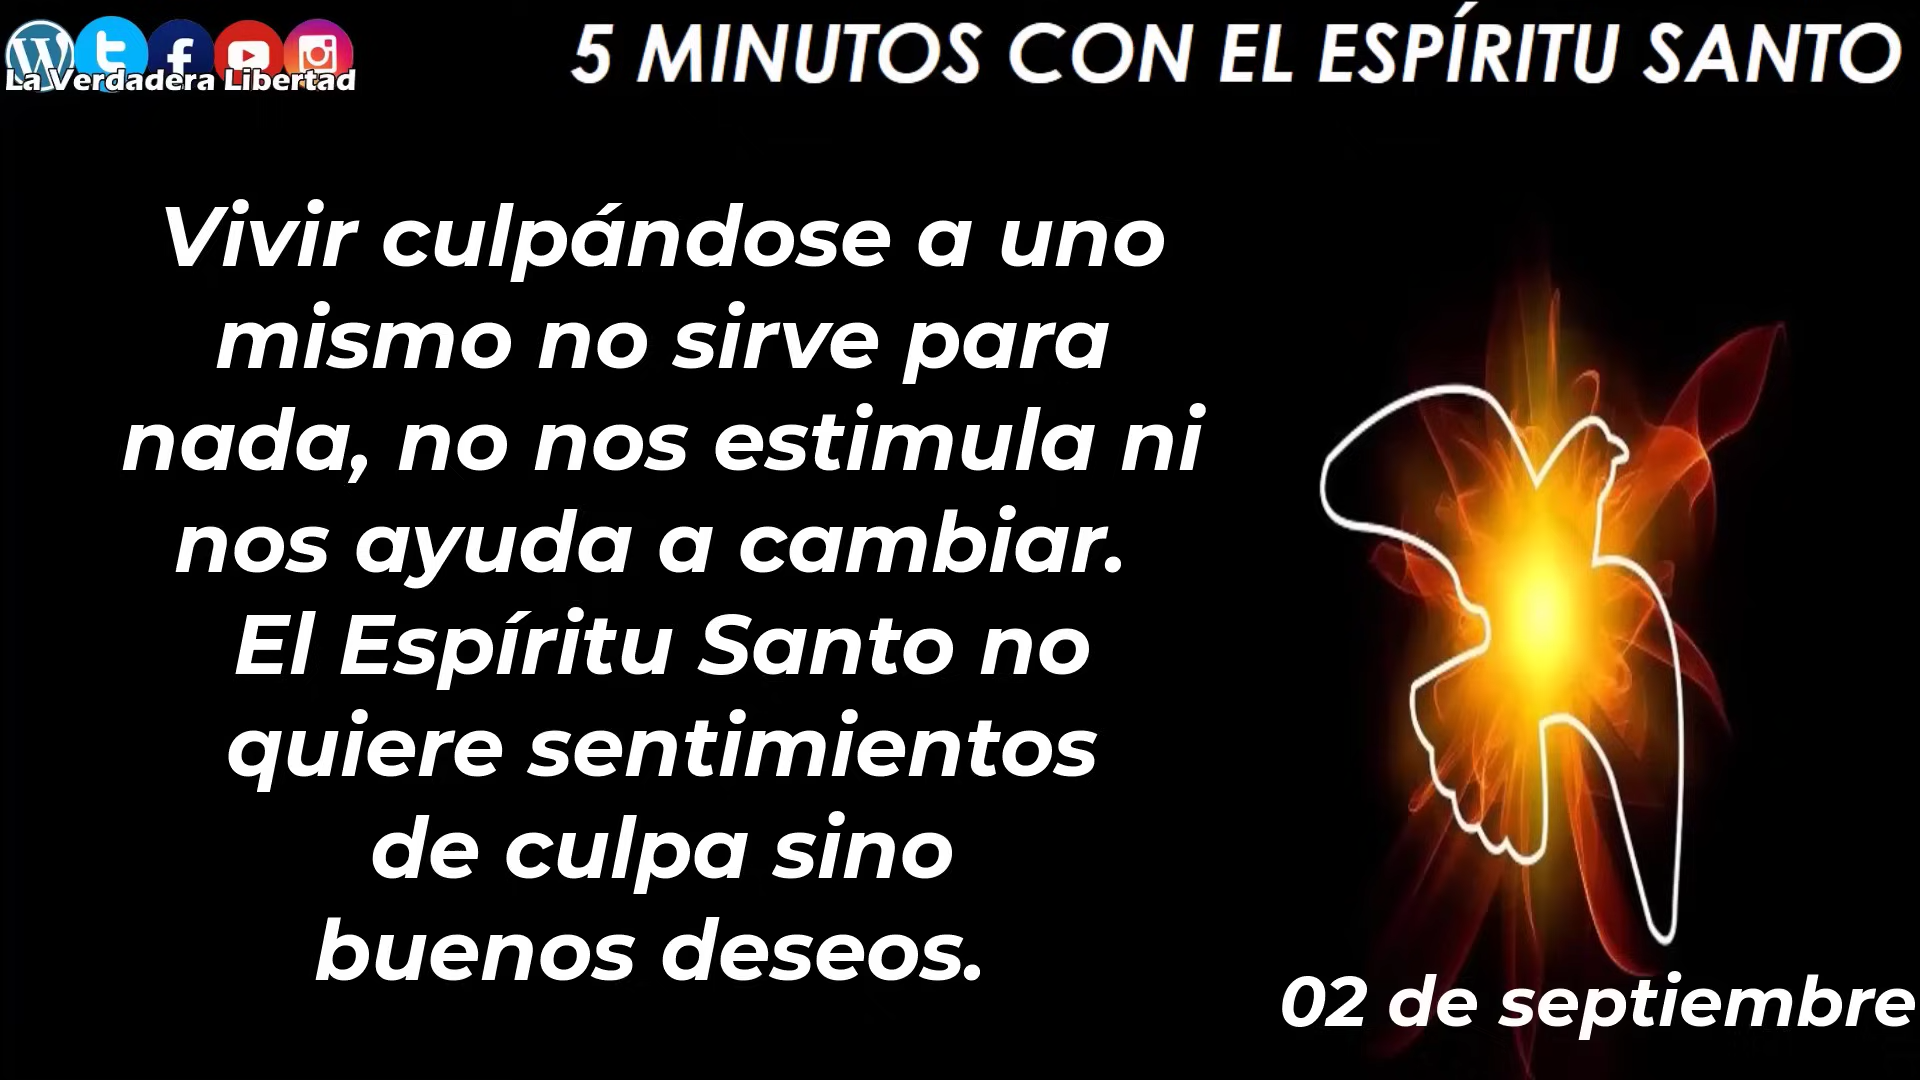 La Verdadera Libertad
5 MINUTOS CON EL ESPÍRITU SANTO
Vivir culpándose a uno
mismo no sirve para
nada, no nos estimula ni
nos ayuda a cambiar.
El Espíritu Santo no
quiere sentimientos
de culpa sino
buenos deseos.
02 de septiembre